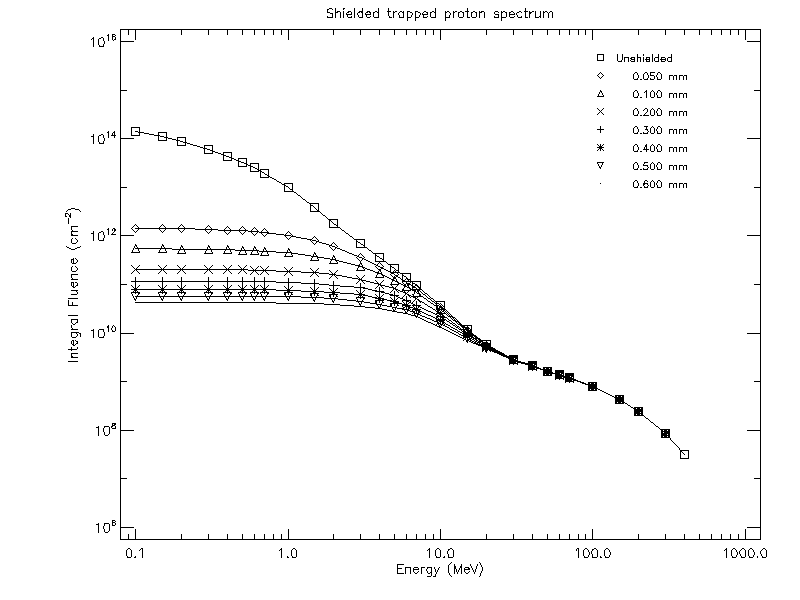 Shielded trapped proton spectrum
10^16
Unshielded
0.050 mm
0.100 mm
0.200 mm
0.300 mm
0.400 mm
0.500 mm
0.600 mm
10^14
10^12
10^10
10^8
10^6
Integral Fluence (cm^-2)
0.1 1.0 10.0 100.0 1000.0
Energy (MeV)